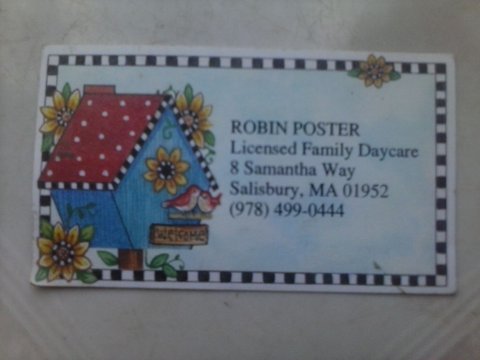 ROBIN POSTER
Licensed Family Daycare
8 Samantha Way
Salisbury, MA 01952
(978) 499-0444
WELCOME